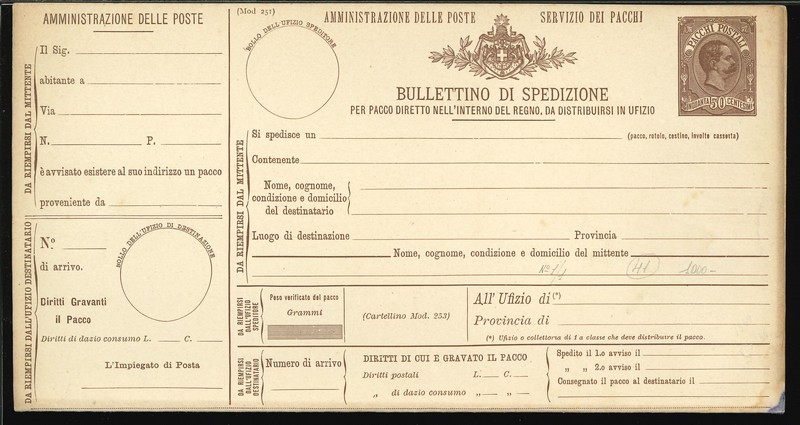 AMMINISTRAZIONE DELLE POSTE
DA RIEMPIRSI DAL MITTENTE
Il Sig.
abitante a
Via
N. P.
è avvisato esistere al suo indirizzo un pacco
proveniente da
DA RIEMPIRSI DALL'UFIZIO DESTINATARIO
N.º
di arrivo.
BOLLO DELL'UFIZIO DI DESTINAZIONE
Diritti Gravanti
il Pacco
Diritti di dazio consumo L. C.
L'Impiegato di Posta
(Mod 251)
BOLLO DELL'UFIZIO SPEDITORE
AMMINISTRAZIONE DELLE POSTE SERVIZIO DEI PACCHI
PACCHI POSTALI
CINQUANTA 50 CENTESIMI
BULLETTINO DI SPEDIZIONE
PER PACCO DIRETTO NELL'INTERNO DEL REGNO. DA DISTRIBUIRSI IN UFIZIO
DA RIEMPIRSI DAL MITTENTE
Si spedisce un (pacco, rotolo, cestino, involto cassetta)
Contenente
Nome, cognome,
condizione e domicilio
del destinatario
Luogo di destinazione Provincia
Nome, cognome, condizione e domicilio del mittente
Nº 1/1 H1 1000-
DA RIEMPIRSI DALL'UFIZIO SPEDITORE
Peso verificato del pacco
Grammi
(Cartellino Mod. 253)
All' Ufizio di (*)
Provincia di
(*) Ufizio o collettoria di 1 a classe che deve distribuire il pacco.
DA RIEMPIRSI DALL'UFIZIO DESTINATARIO
Numero di arrivo
DIRITTI DI CUI E GRAVATO IL PACCO
Diritti postali L. C.
„ di dazio consumo „ „
Spedito il 1.o avviso il
„ „ 2.o avviso il
Consegnato il pacco al destinatario il